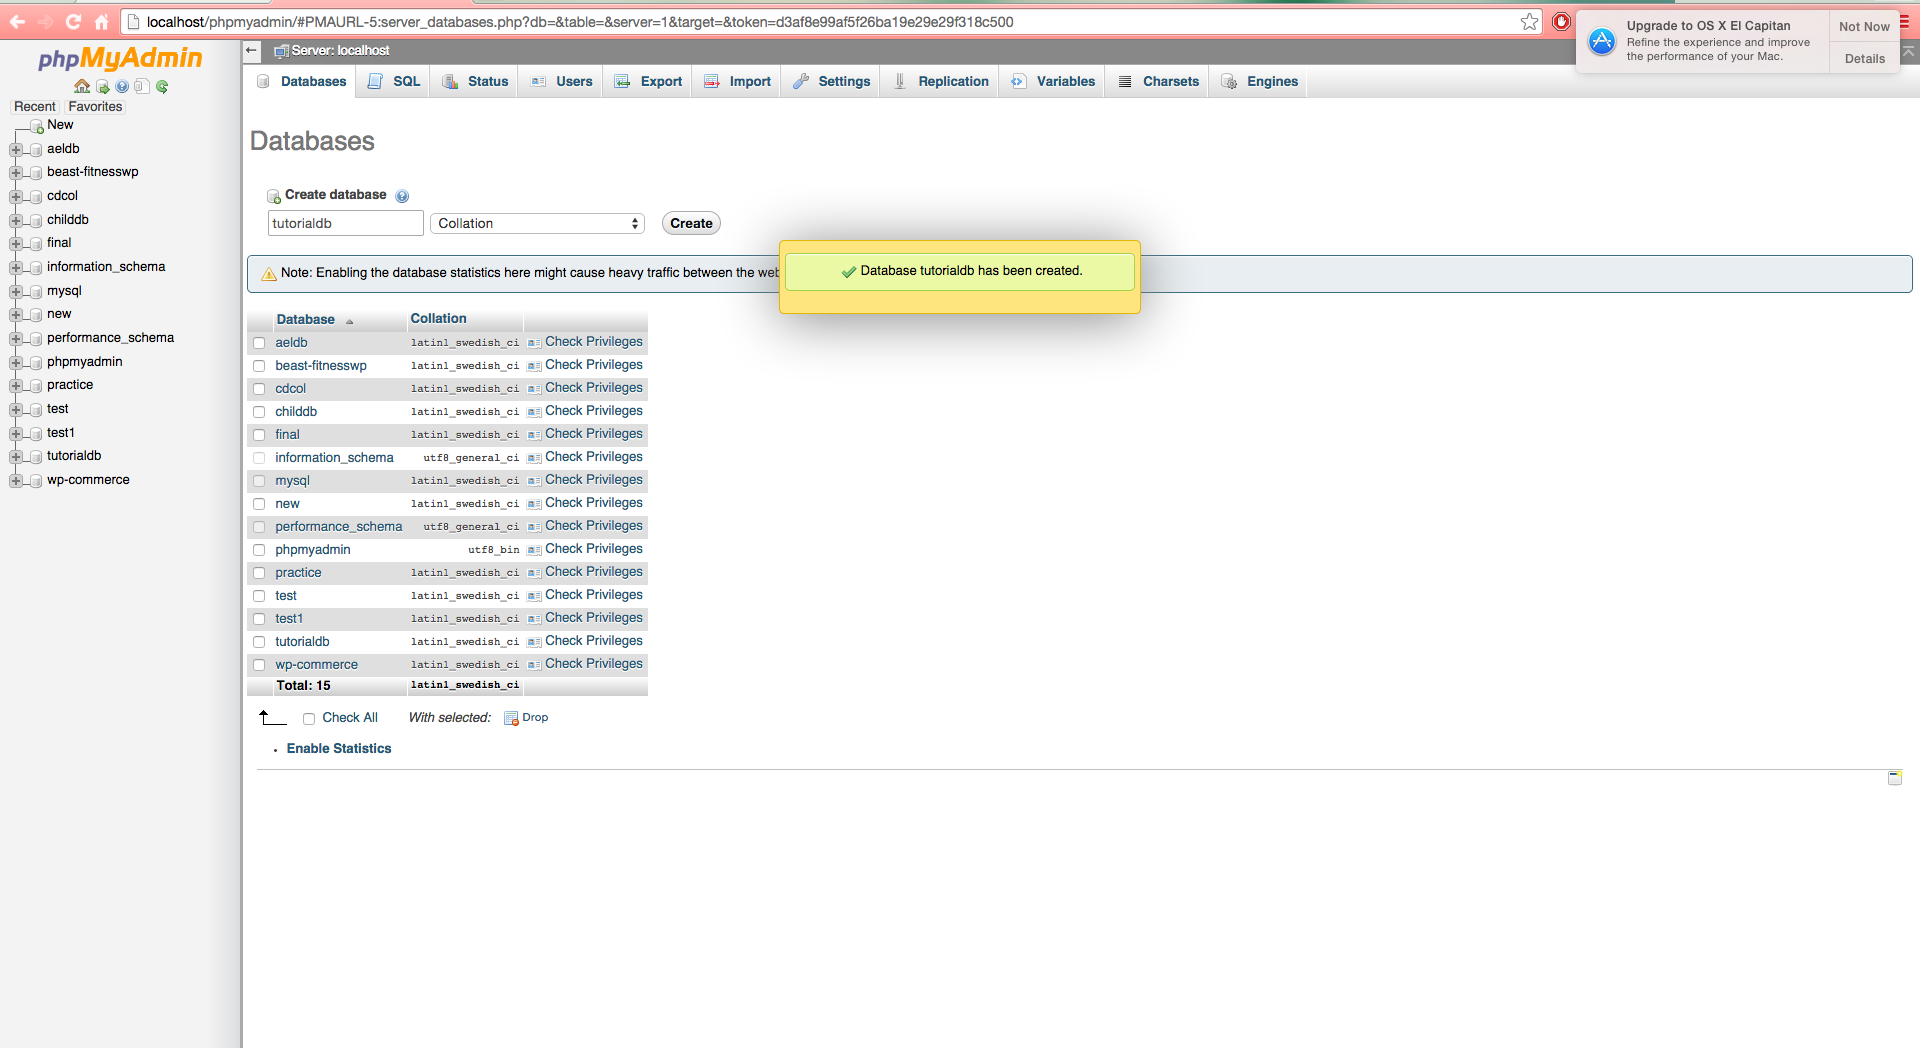 localhost/phpmyadmin/#PMAURL-5:server_databases.php?db=&table=&server=1&target=&token=d3af8e99af5f26ba19e29e29f318c500
Upgrade to OS X El Capitan
Refine the experience and improve
the performance of your Mac.
Not Now
Details
phpMyAdmin
Recent
Favorites
New
aeldb
beast-fitnesswp
cdcol
childdb
final
information_schema
mysql
new
performance_schema
phpmyadmin
practice
test
test1
tutorialdb
wp-commerce
Server: localhost
Databases SQL Status Users Export Import Settings Replication Variables Charsets Engines
Databases
Create database
tutorialdb Collation Create
Note: Enabling the database statistics here might cause heavy traffic between the web
Database tutorialdb has been created.
Database Collation
aeldb latin1_swedish_ci Check Privileges
beast-fitnesswp latin1_swedish_ci Check Privileges
cdcol latin1_swedish_ci Check Privileges
childdb latin1_swedish_ci Check Privileges
final latin1_swedish_ci Check Privileges
information_schema utf8_general_ci Check Privileges
mysql latin1_swedish_ci Check Privileges
new latin1_swedish_ci Check Privileges
performance_schema utf8_general_ci Check Privileges
phpmyadmin utf8_bin Check Privileges
practice latin1_swedish_ci Check Privileges
test latin1_swedish_ci Check Privileges
test1 latin1_swedish_ci Check Privileges
tutorialdb latin1_swedish_ci Check Privileges
wp-commerce latin1_swedish_ci Check Privileges
Total: 15 latin1_swedish_ci
Check All With selected: Drop
Enable Statistics